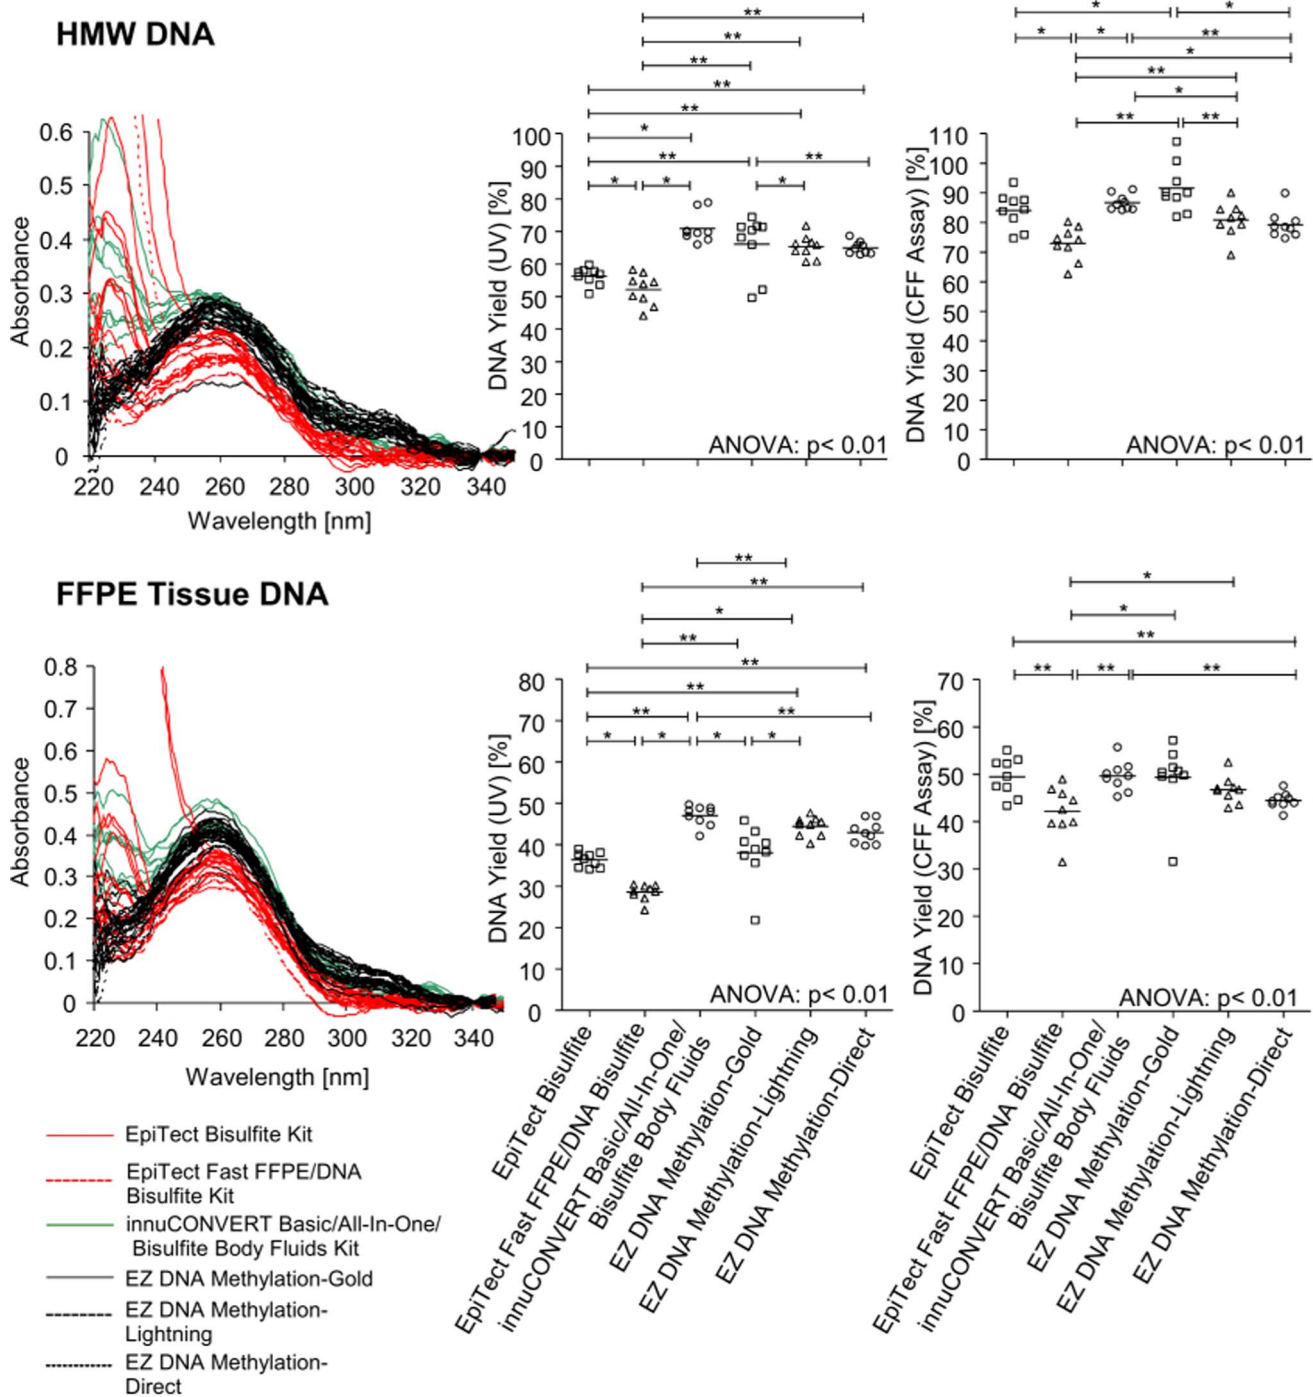 HMW DNA
Absorbance
0.6
0.5
0.4
0.3
0.2
0.1
0
220 240 260 280 300 320 340
Wavelength [nm]
DNA Yield (UV) [%]
100
90
80
70
60
50
40
30
20
10
0
** 
**
**
**
**
*
** **
* * *
ANOVA: p< 0.01
DNA Yield (CFF Assay) [%]
110
100
90
80
70
60
50
40
30
20
10
0
* *
* * **
*
**
*
** **
ANOVA: p< 0.01
FFPE Tissue DNA
Absorbance
0.8
0.7
0.6
0.5
0.4
0.3
0.2
0.1
0
220 240 260 280 300 320 340
Wavelength [nm]
DNA Yield (UV) [%]
80
70
60
50
40
30
20
10
0
**
**
*
**
**
**
** **
* * * *
ANOVA: p< 0.01
EpiTect Bisulfite
EpiTect Fast FFPE/DNA Bisulfite
innuCONVERT Basic/All-In-One/
Bisulfite Body Fluids
EZ DNA Methylation-Gold
EZ DNA Methylation-Lightning
EZ DNA Methylation-Direct
DNA Yield (CFF Assay) [%]
70
60
50
40
30
20
10
0
*
*
**
** ** **
ANOVA: p< 0.01
EpiTect Bisulfite
EpiTect Fast FFPE/DNA Bisulfite
innuCONVERT Basic/All-In-One/
Bisulfite Body Fluids
EZ DNA Methylation-Gold
EZ DNA Methylation-Lightning
EZ DNA Methylation-Direct
EpiTect Bisulfite Kit
EpiTect Fast FFPE/DNA
Bisulfite Kit
innuCONVERT Basic/All-In-One/
Bisulfite Body Fluids Kit
EZ DNA Methylation-Gold
EZ DNA Methylation-
Lightning
EZ DNA Methylation-
Direct